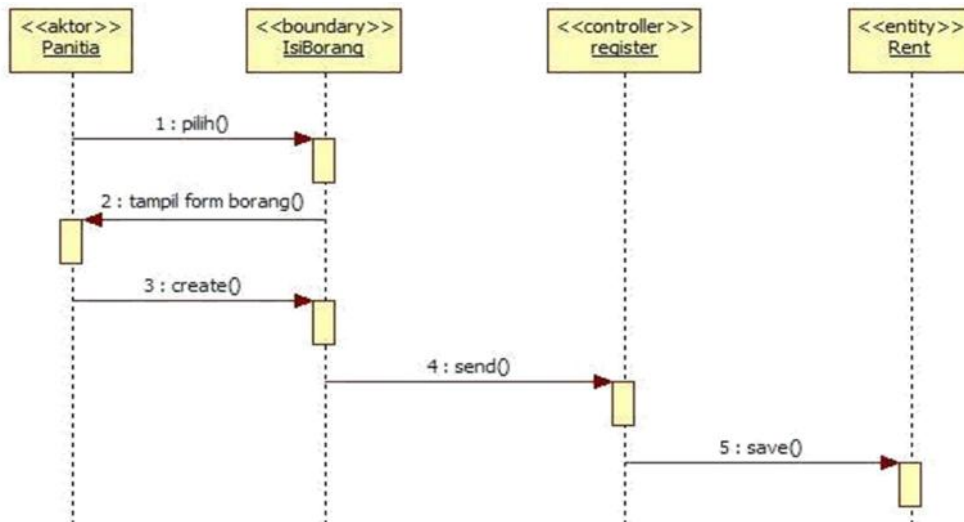 <<aktor>>
Panitia
<<boundary>>
IsiBorang
<<controller>>
register
<<entity>>
Rent
1 : pilih()
2 : tampil form borang()
3 : create()
4 : send()
5 : save()